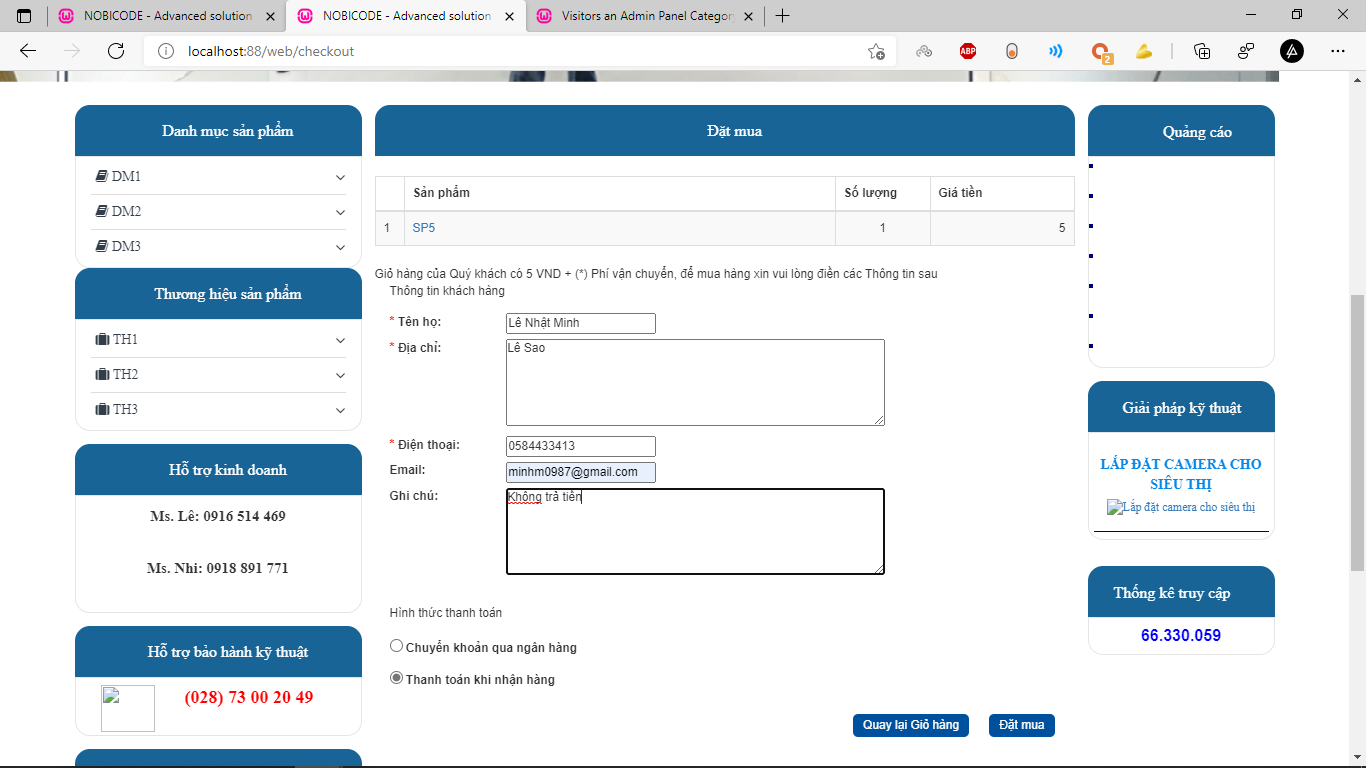 NOBICODE - Advanced solution
NOBICODE - Advanced solution
Visitors an Admin Panel Categor
localhost:88/web/checkout
ABP
2
Danh mục sản phẩm
DM1
DM2
DM3
Thương hiệu sản phẩm
TH1
TH2
TH3
Hỗ trợ kinh doanh
Ms. Lê: 0916 514 469
Ms. Nhi: 0918 891 771
Hỗ trợ bảo hành kỹ thuật
(028) 73 00 20 49
Đặt mua
Sản phẩm Số lượng Giá tiền
1 SP5 1 5
Giỏ hàng của Quý khách có 5 VND + (*) Phí vận chuyển, để mua hàng xin vui lòng điền các Thông tin sau
Thông tin khách hàng
* Tên họ: Lê Nhật Minh
* Địa chỉ: Lê Sao
* Điện thoại: 0584433413
Email: minhm0987@gmail.com
Ghi chú: Không trả tiền
Hình thức thanh toán
Chuyển khoản qua ngân hàng
Thanh toán khi nhận hàng
Quay lại Giỏ hàng Đặt mua
Quảng cáo
Giải pháp kỹ thuật
LẮP ĐẶT CAMERA CHO
SIÊU THỊ
Lắp đặt camera cho siêu thị
Thống kê truy cập
66.330.059